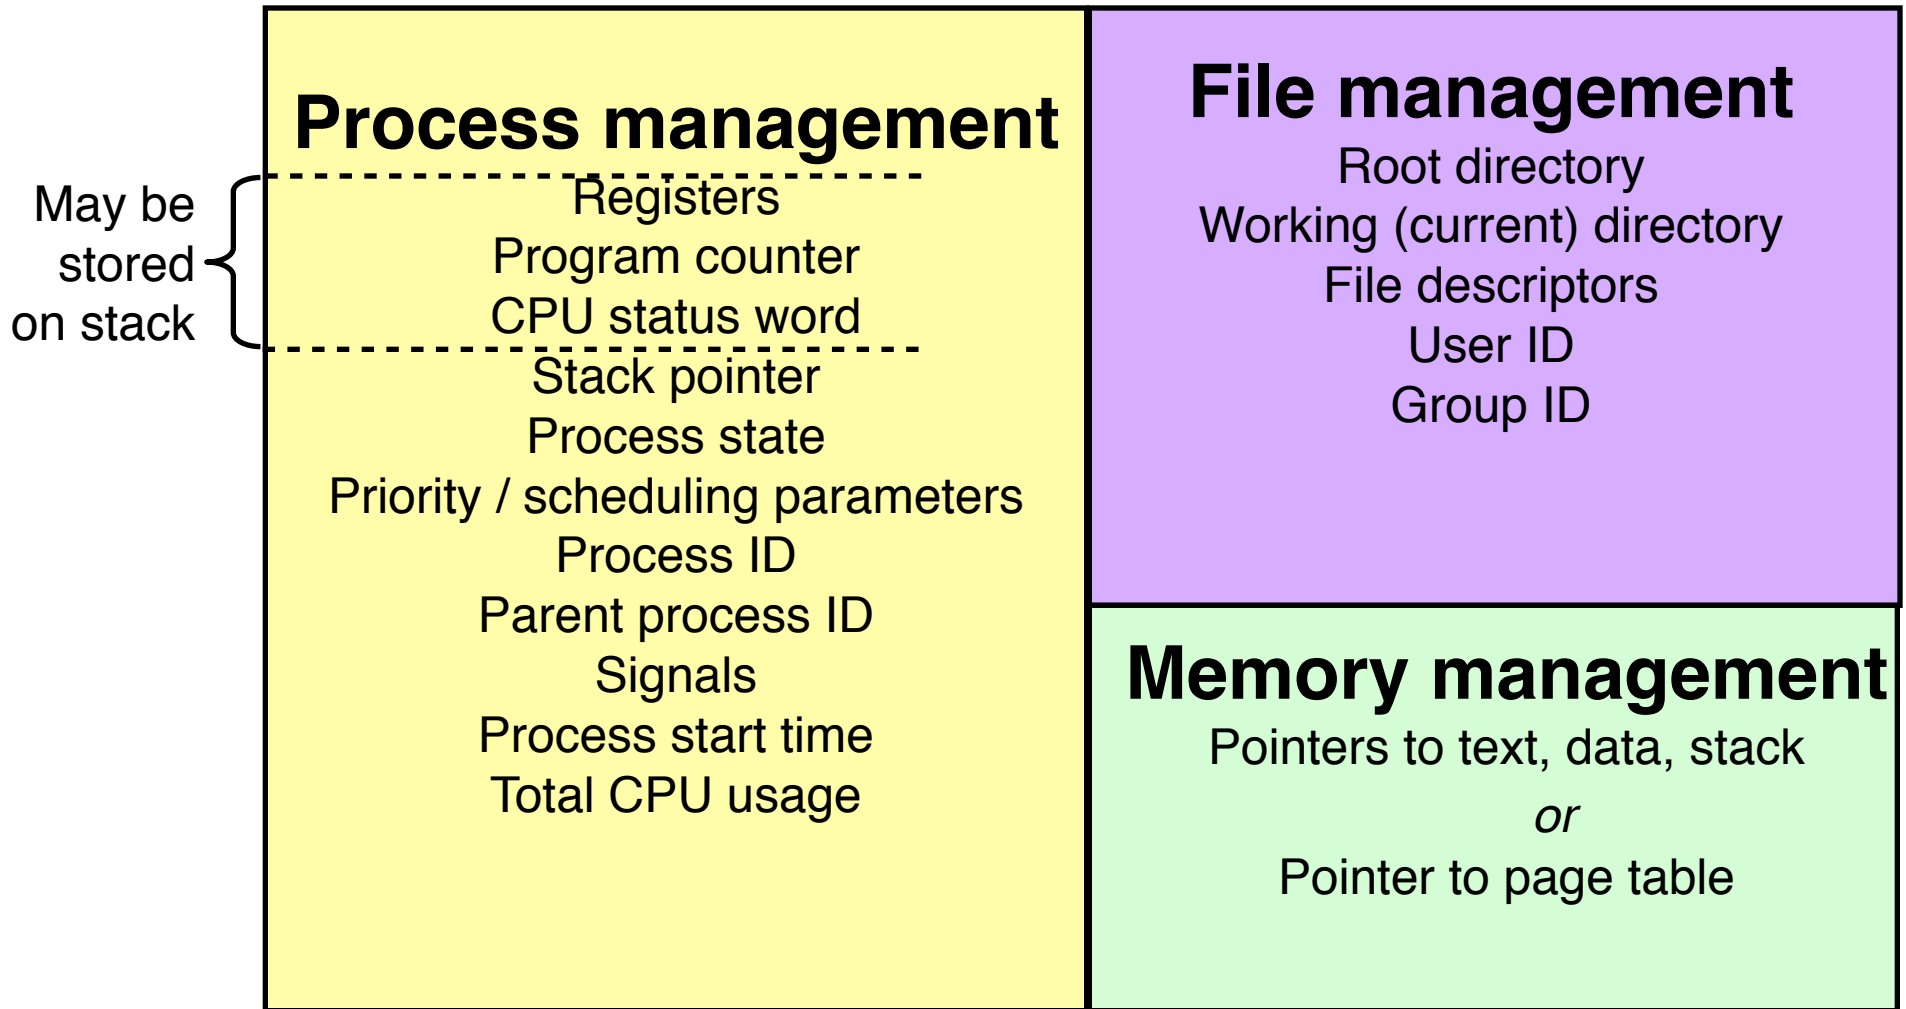 May be
stored
on stack
Process management
Registers
Program counter
CPU status word
Stack pointer
Process state
Priority / scheduling parameters
Process ID
Parent process ID
Signals
Process start time
Total CPU usage
File management
Root directory
Working (current) directory
File descriptors
User ID
Group ID
Memory management
Pointers to text, data, stack
or
Pointer to page table